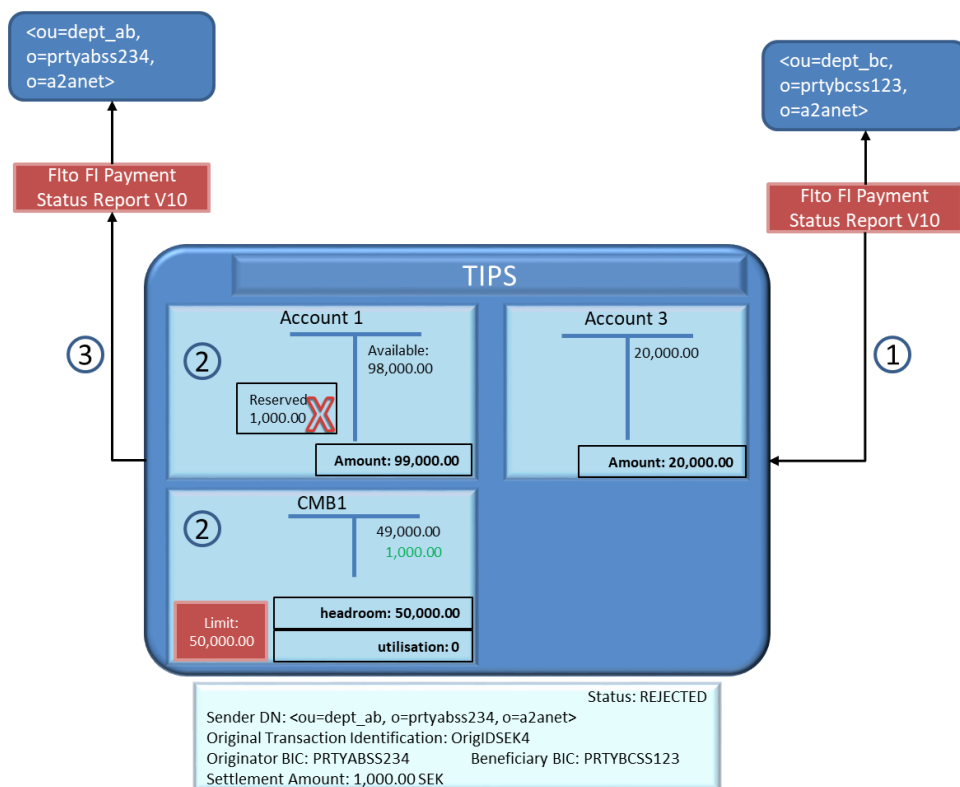 <ou=dept_ab,
o=prtyabss234,
o=a2anet>
<ou=dept_bc,
o=prtybcss123,
o=a2anet>
FIto FI Payment
Status Report V10
FIto FI Payment
Status Report V10
TIPS
Account 1
2
Available:
98,000.00
Reserved
1,000.00
X
Amount: 99,000.00
Account 3
20,000.00
Amount: 20,000.00
3
1
CMB1
2
49,000.00
1,000.00
Limit:
50,000.00
headroom: 50,000.00
utilisation: 0
Status: REJECTED
Sender DN: <ou=dept_ab, o=prtyabss234, o=a2anet>
Original Transaction Identification: OrigIDSEK4
Originator BIC: PRTYABSS234 Beneficiary BIC: PRTYBCSS123
Settlement Amount: 1,000.00 SEK